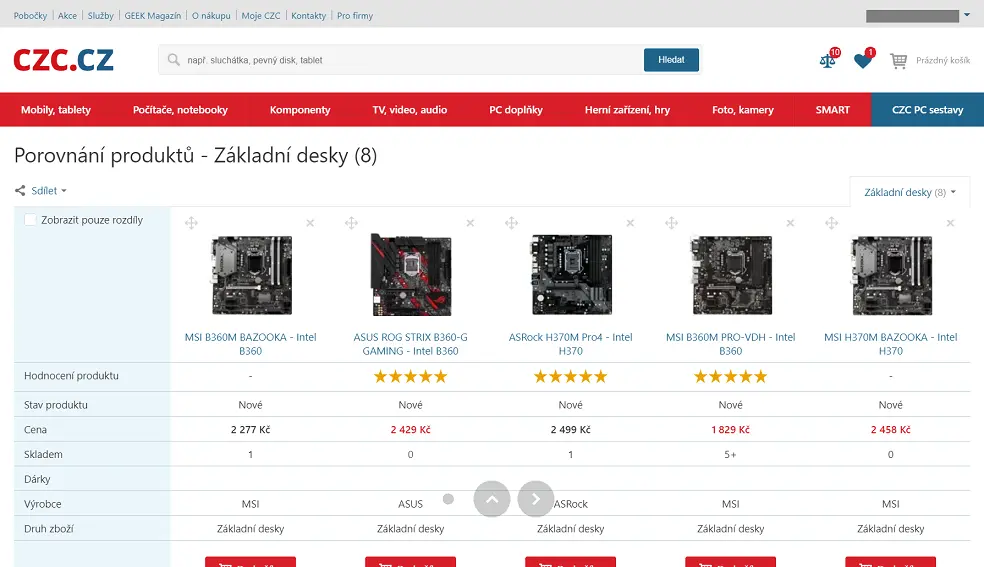 Pobočky Akce Služby GEEK Magazín O nákupu Moje CZC Kontakty Pro firmy
CZC.CZ
např. sluchátka, pevný disk, tablet
Hledat
10
1
Prázdný košík
Mobily, tablety Počítače, notebooky Komponenty TV, video, audio PC doplňky Herní zařízení, hry Foto, kamery SMART CZC PC sestavy
Porovnání produktů - Základní desky (8)
Sdílet
Základní desky (8)
Zobrazit pouze rozdíly
MSI B360M BAZOOKA - Intel
B360
ASUS ROG STRIX B360-G
GAMING - Intel B360
ASRock H370M Pro4 - Intel
H370
MSI B360M PRO-VDH - Intel
B360
MSI H370M BAZOOKA - Intel
H370
Hodnocení produktu - -
Stav produktu Nové Nové Nové Nové Nové
Cena 2 277 Kč 2 429 Kč 2 499 Kč 1 829 Kč 2 458 Kč
Skladem 1 0 1 5+ 0
Dárky
Výrobce MSI ASUS ASRock MSI MSI
Druh zboží Základní desky Základní desky Základní desky Základní desky Základní desky